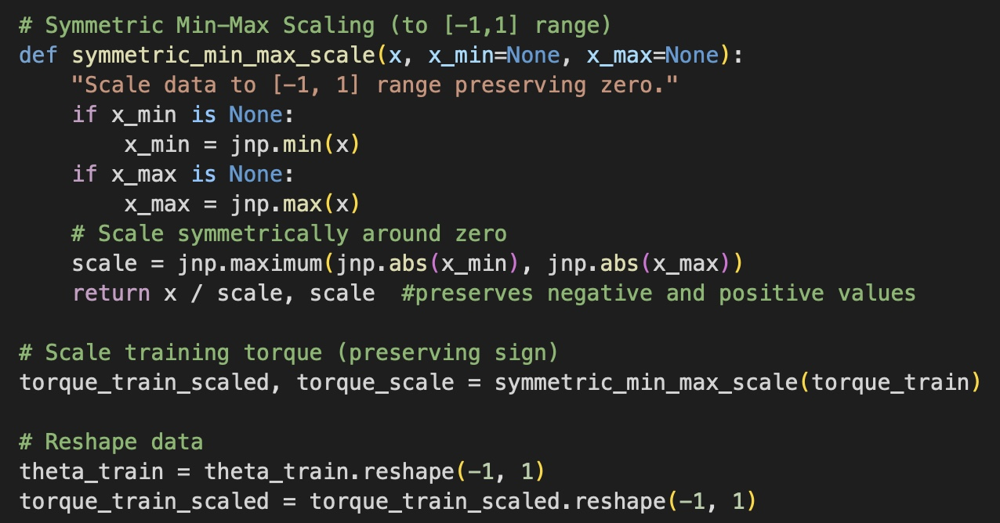 # Symmetric Min-Max Scaling (to [-1,1] range)
def symmetric_min_max_scale(x, x_min=None, x_max=None):
    "Scale data to [-1, 1] range preserving zero."
    if x_min is None:
        x_min = jnp.min(x)
    if x_max is None:
        x_max = jnp.max(x)
    # Scale symmetrically around zero
    scale = jnp.maximum(jnp.abs(x_min), jnp.abs(x_max))
    return x / scale, scale  #preserves negative and positive values

# Scale training torque (preserving sign)
torque_train_scaled, torque_scale = symmetric_min_max_scale(torque_train)

# Reshape data
theta_train = theta_train.reshape(-1, 1)
torque_train_scaled = torque_train_scaled.reshape(-1, 1)